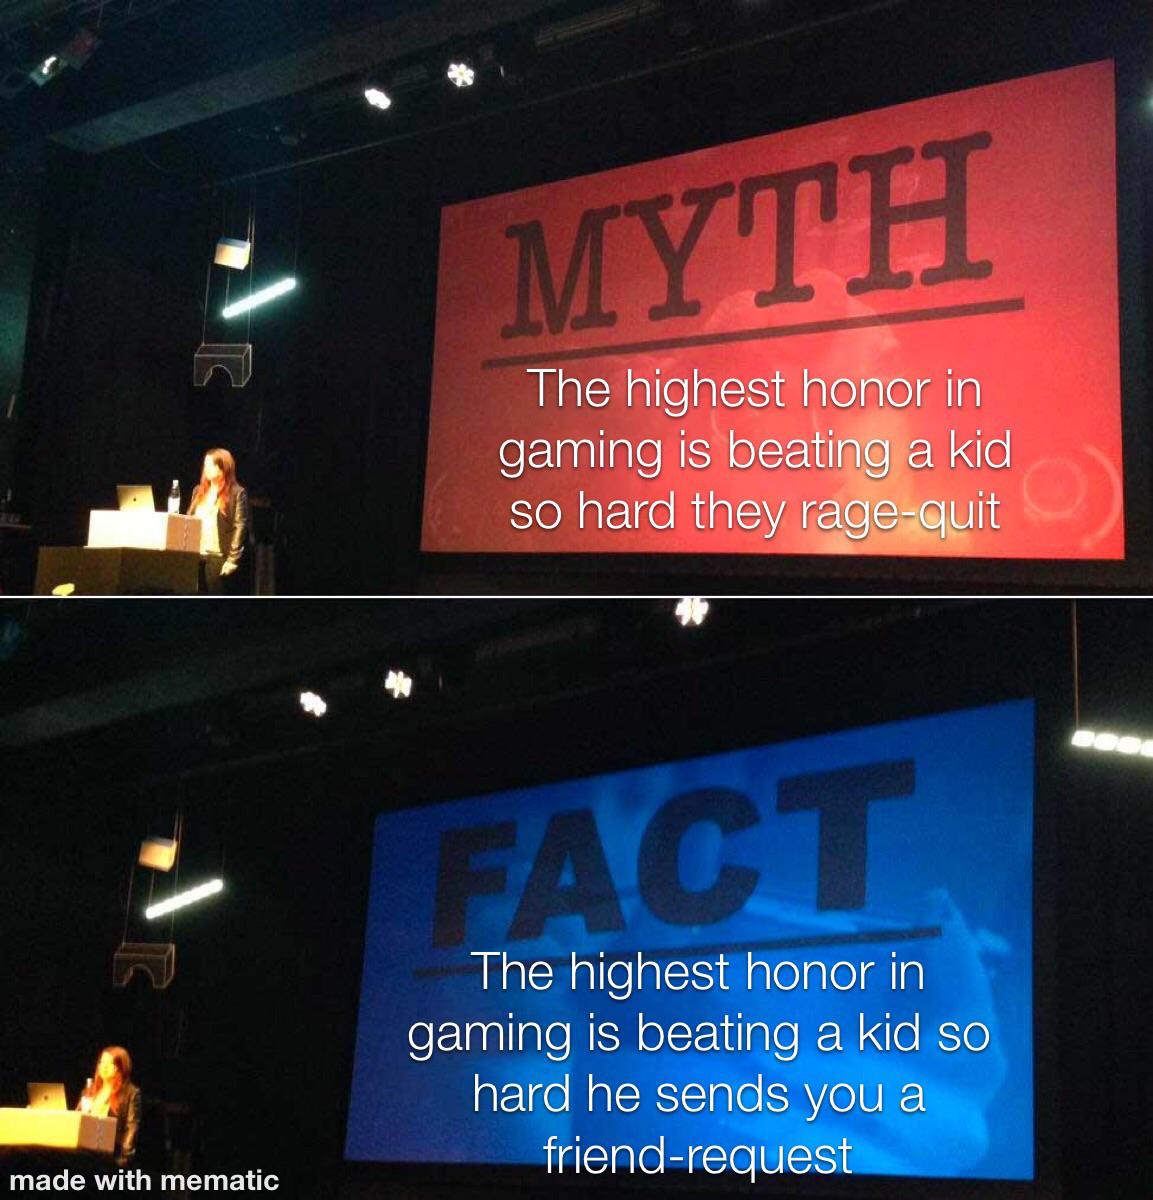 MYTH
The highest honor in
gaming is beating a kid
so hard they rage-quit
FACT
The highest honor in
gaming is beating a kid so
hard he sends you a
friend-request
made with mematic